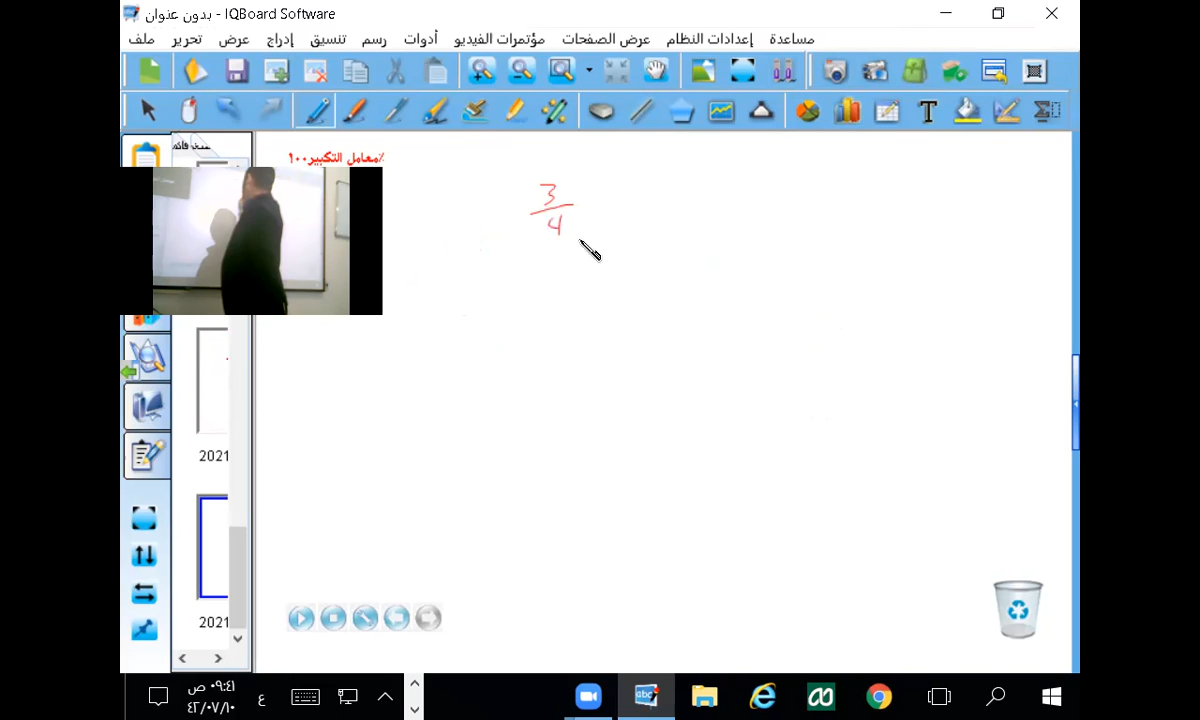 بدون عنوان - IQBoard Software
ملف تحرير عرض إدراج تنسيق رسم أدوات مؤتمرات الفيديو عرض الصفحات إعدادات النظام مساعدة
معامل التكبير١٠٠٪
3
4
2021
2021
٠٩:٤١ ص
٤٢/٠٧/١٠
ع
abc